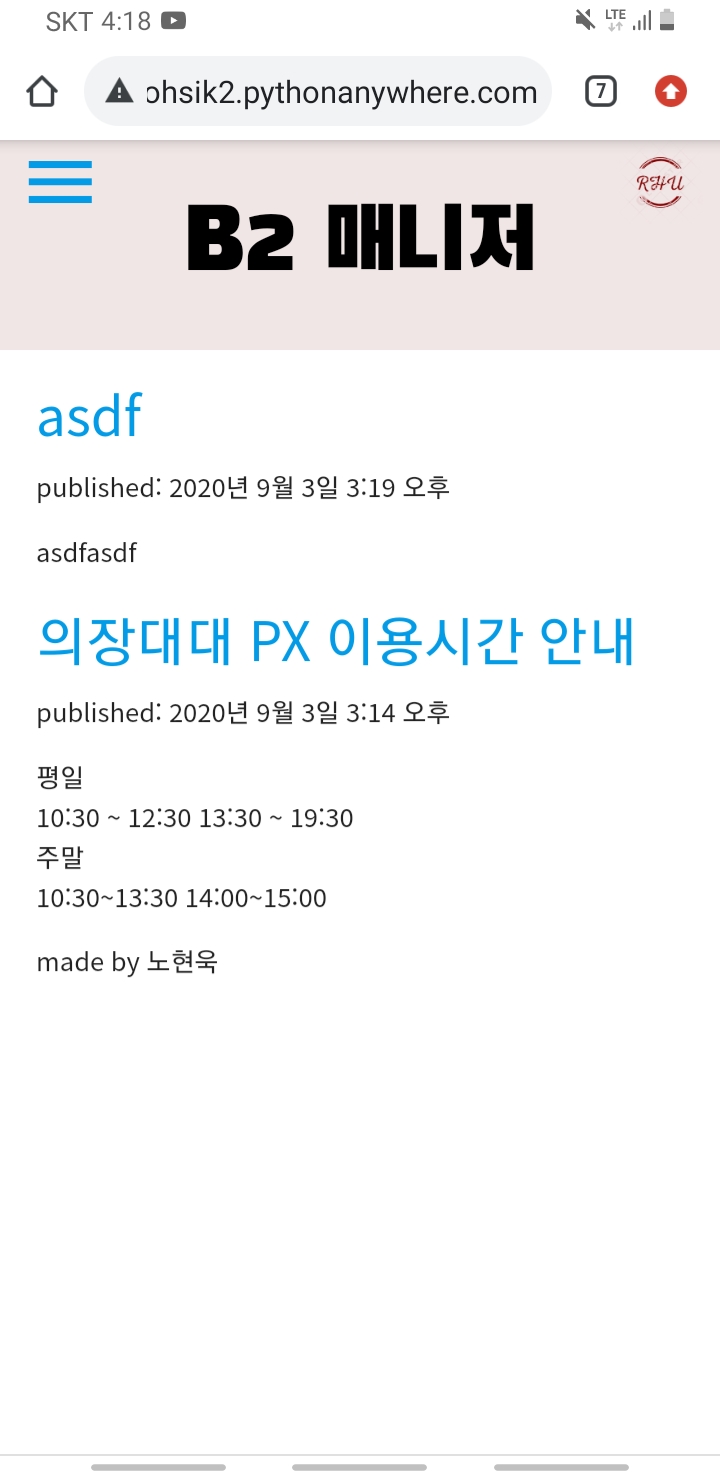 SKT 4:18
LTE
ohsik2.pythonanywhere.com
7
RHU
B2 매니저
asdf
published: 2020년 9월 3일 3:19 오후
asdfasdf
의장대대 PX 이용시간 안내
published: 2020년 9월 3일 3:14 오후
평일
10:30 ~ 12:30 13:30 ~ 19:30
주말
10:30~13:30 14:00~15:00
made by 노현욱